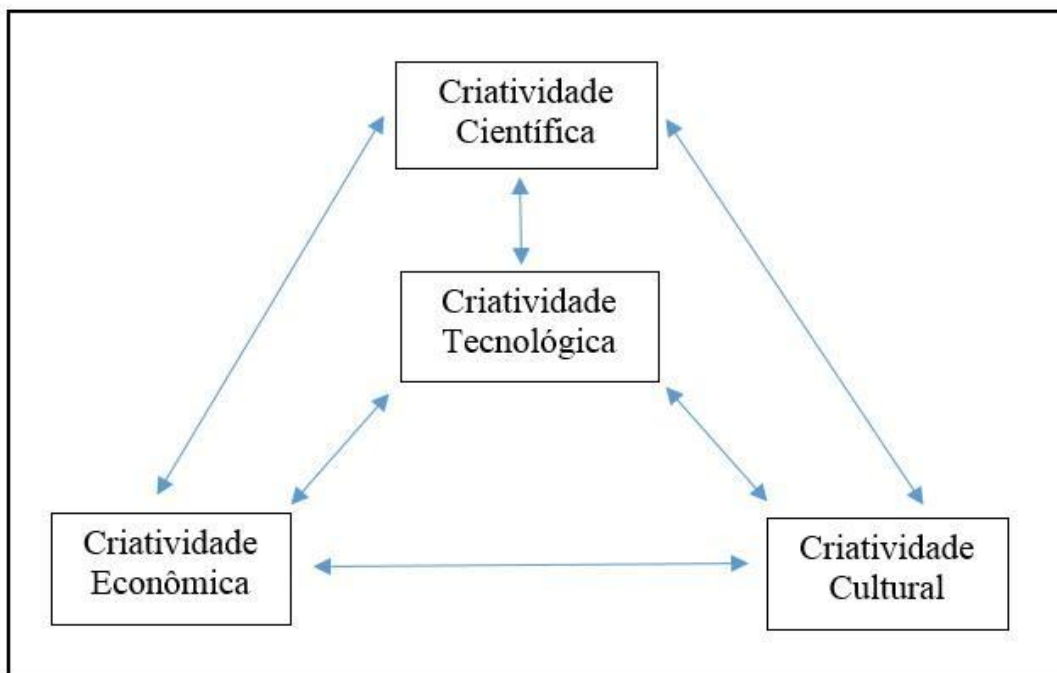 Criatividade
Científica
Criatividade
Tecnológica
Criatividade
Econômica
Criatividade
Cultural